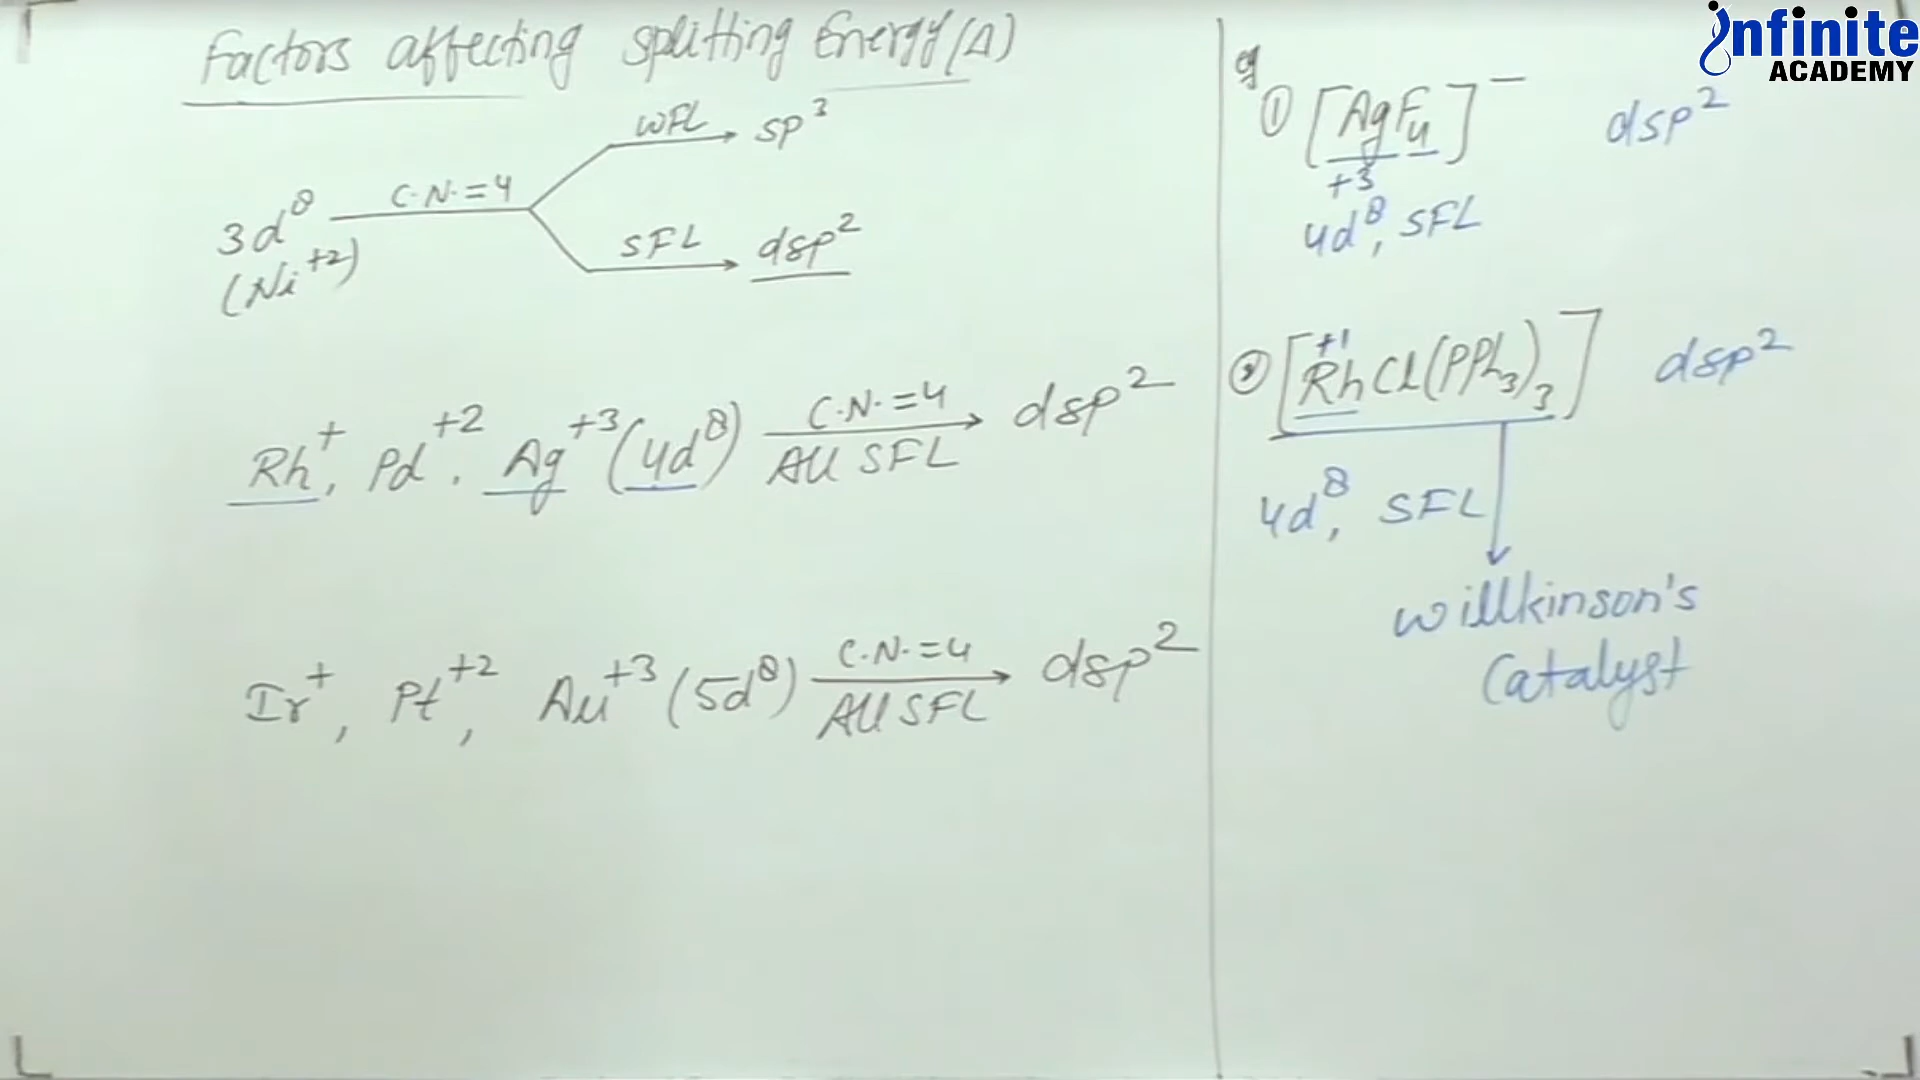 Factors affecting splitting Energy (Δ)
3d⁸
(Ni⁺²)
C.N.=4
WFL
sp³
SFL
dsp²
Rh⁺, Pd⁺², Ag⁺³ (4d⁸)
C.N.=4
All SFL
dsp²
Ir⁺, Pt⁺², Au⁺³ (5d⁸)
C.N.=4
All SFL
dsp²
eg
① [AgF₄]⁻ dsp²
+3
4d⁸, SFL
② [RhCl(PPh₃)₃] dsp²
+1
4d⁸, SFL
Willkinson's
Catalyst
infinite
ACADEMY